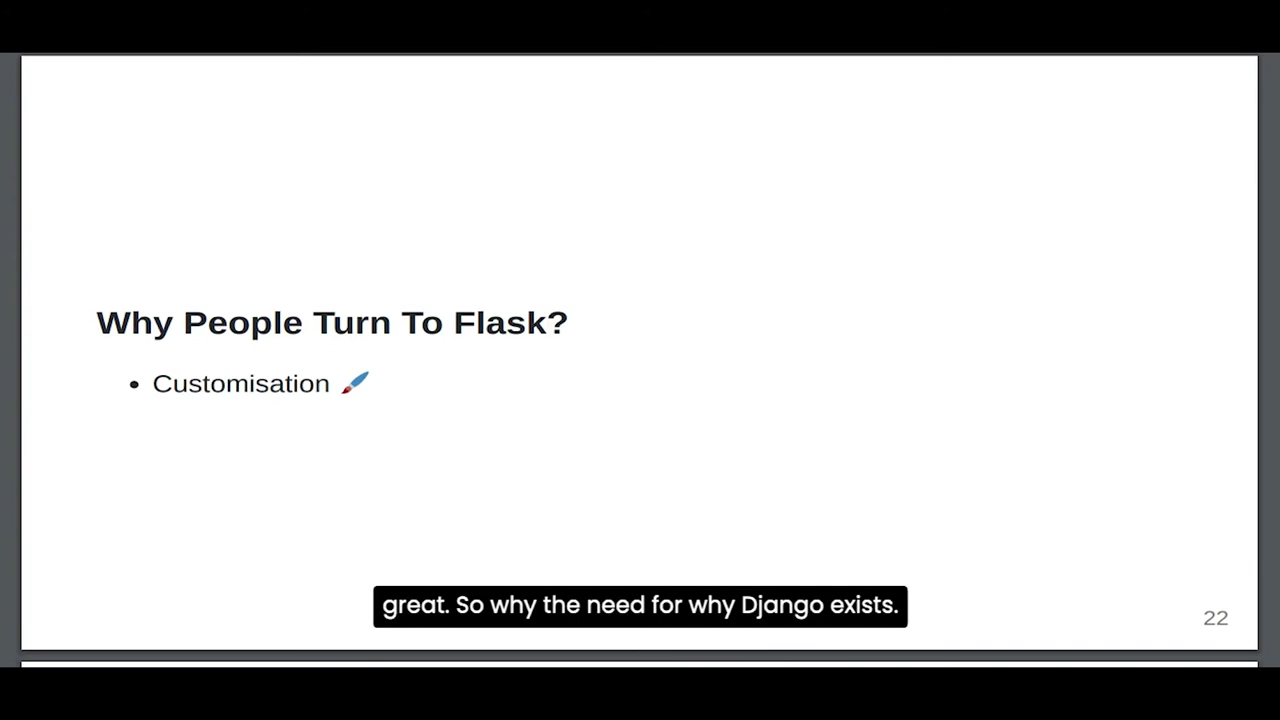 Why People Turn To Flask?
• Customisation 🖌️
great. So why the need for why Django exists.
22